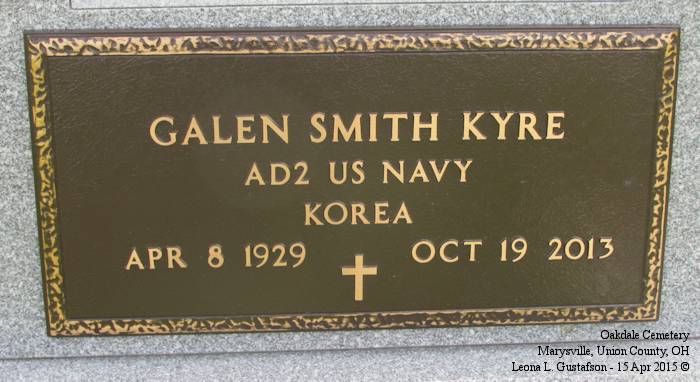 GALEN SMITH KYRE
AD2 US NAVY
KOREA
APR 8 1929 OCT 19 2013
Oakdale Cemetery
Marysville, Union County, OH
Leona L. Gustafson - 15 Apr 2015 ©